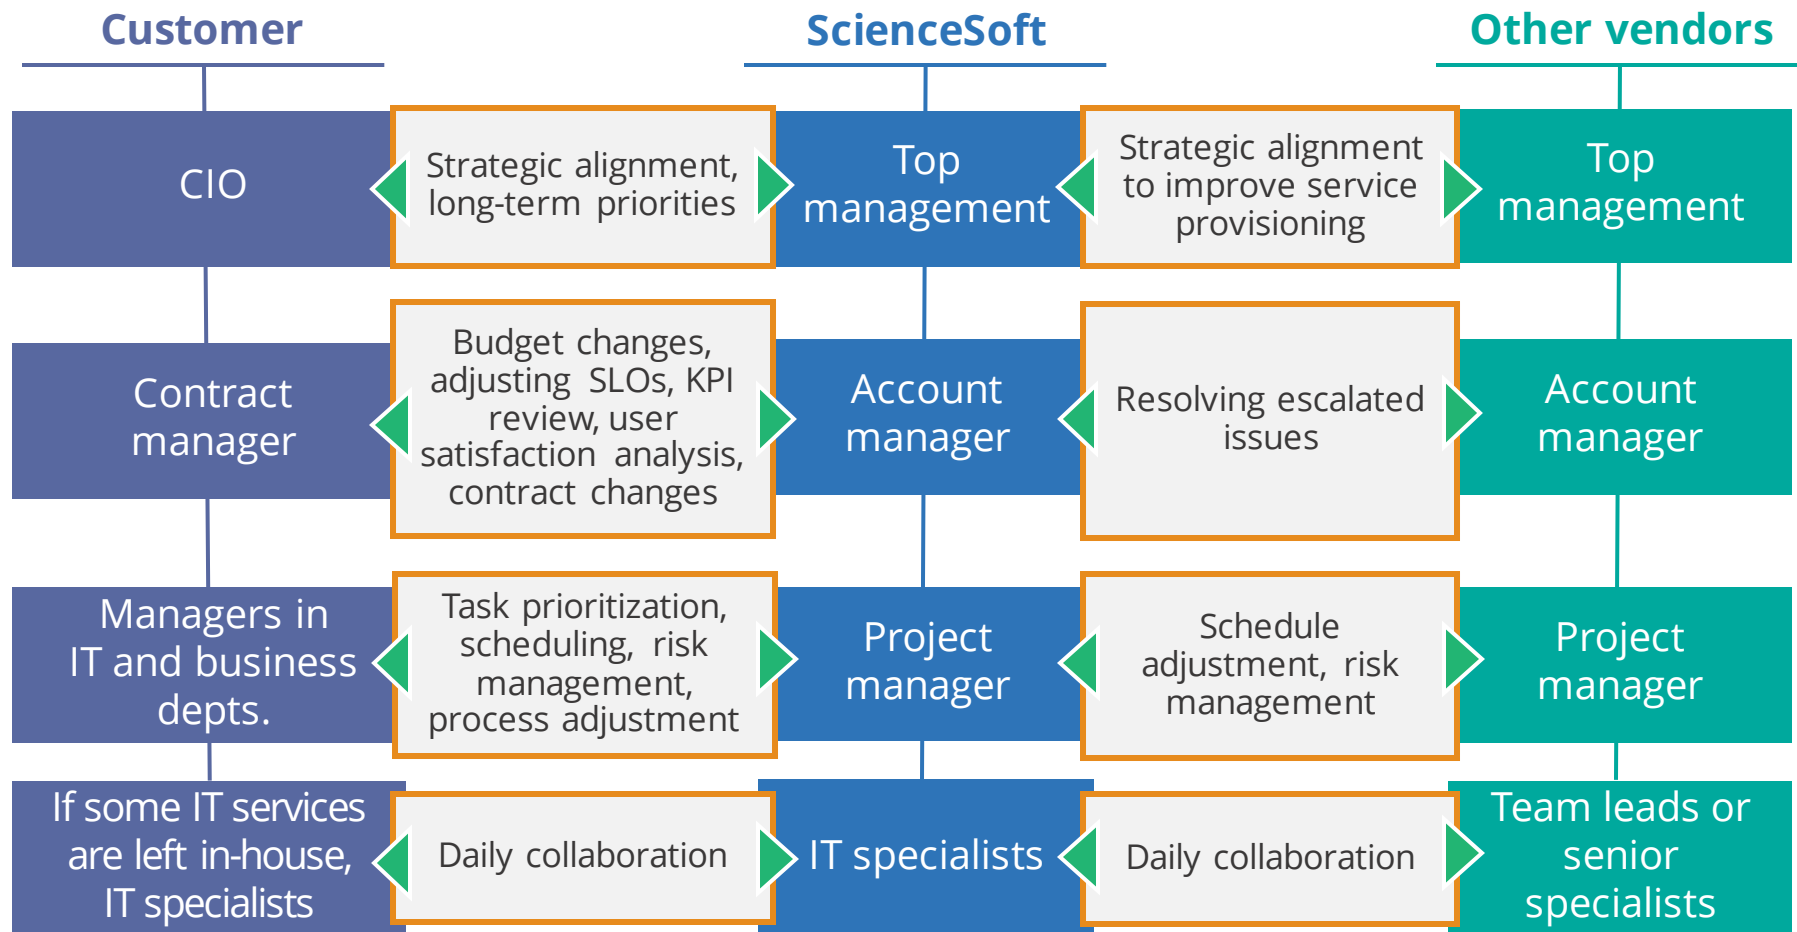 Customer
ScienceSoft
Other vendors
CIO
Strategic alignment,
long-term priorities
Top
management
Strategic alignment
to improve service
provisioning
Top
management
Contract
manager
Budget changes,
adjusting SLOs, KPI
review, user
satisfaction analysis,
contract changes
Account
manager
Resolving escalated
issues
Account
manager
Managers in
IT and business
depts.
Task prioritization,
scheduling, risk
management,
process adjustment
Project
manager
Schedule
adjustment, risk
management
Project
manager
If some IT services
are left in-house,
IT specialists
Daily collaboration
IT specialists
Daily collaboration
Team leads or
senior
specialists